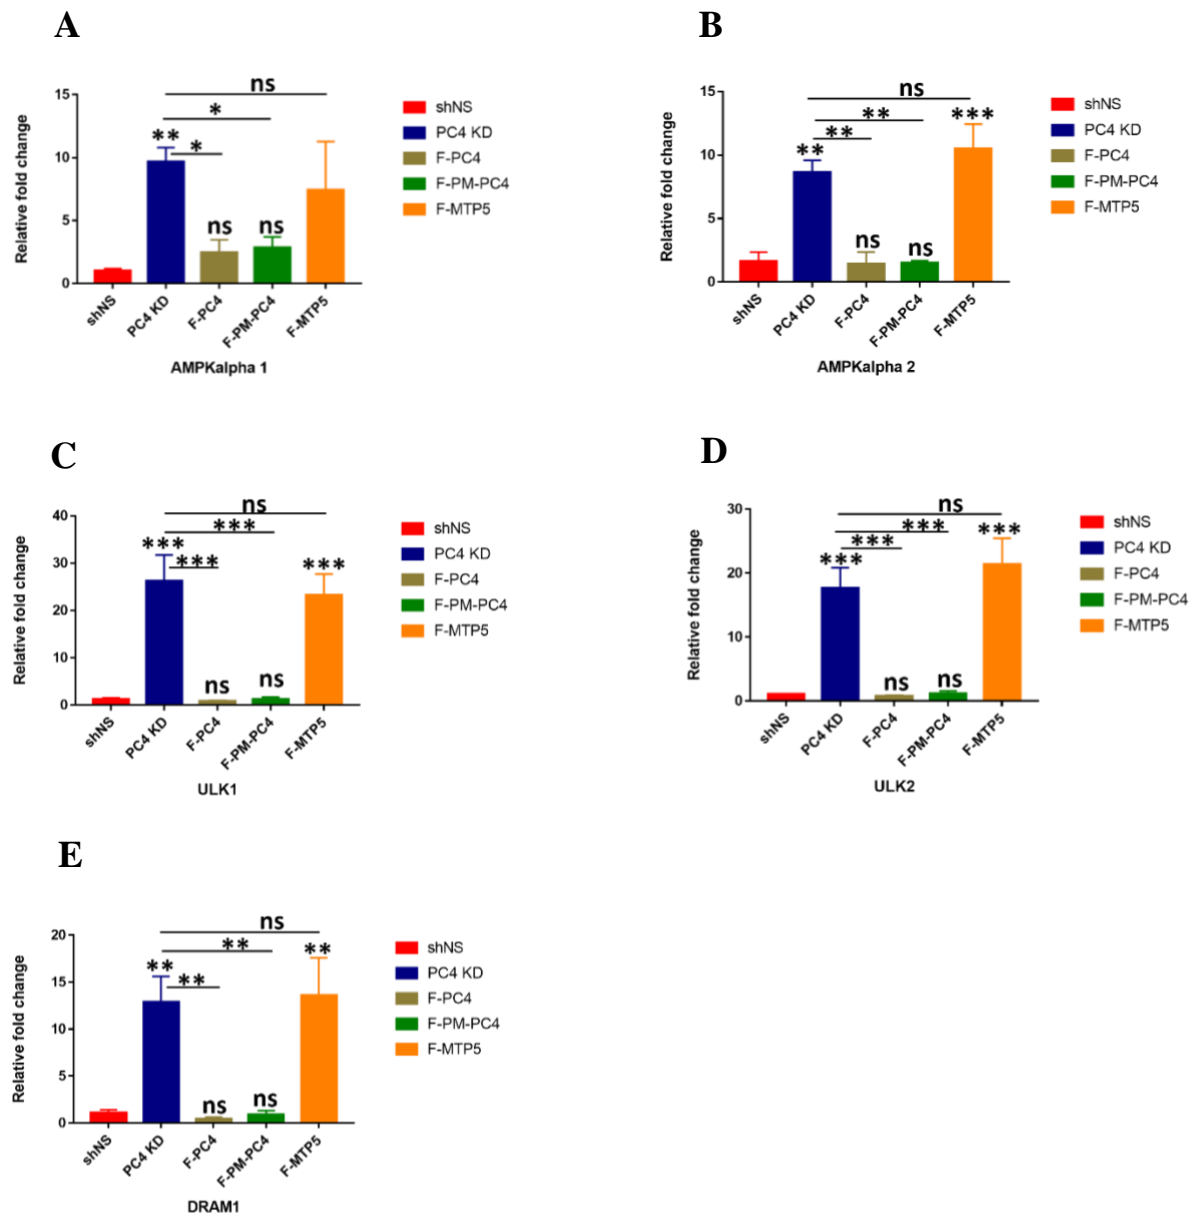 A
ns
*
**
*
ns
ns
15
10
5
0
Relative fold change
shNS
PC4 KD
F-PC4
F-PM-PC4
F-MTP5
AMPKalpha 1
shNS
PC4 KD
F-PC4
F-PM-PC4
F-MTP5
B
ns
**
***
**
**
ns
ns
15
10
5
0
Relative fold change
shNS
PC4 KD
F-PC4
F-PM-PC4
F-MTP5
AMPKalpha 2
shNS
PC4 KD
F-PC4
F-PM-PC4
F-MTP5
C
ns
***
***
***
***
ns
ns
40
30
20
10
0
Relative fold change
shNS
PC4 KD
F-PC4
F-PM-PC4
F-MTP5
ULK1
shNS
PC4 KD
F-PC4
F-PM-PC4
F-MTP5
D
ns
***
***
***
***
ns
ns
30
20
10
0
Relative fold change
shNS
PC4 KD
F-PC4
F-PM-PC4
F-MTP5
ULK2
shNS
PC4 KD
F-PC4
F-PM-PC4
F-MTP5
E
ns
**
**
**
**
ns
ns
20
15
10
5
0
Relative fold change
shNS
PC4 KD
F-PC4
F-PM-PC4
F-MTP5
DRAM1
shNS
PC4 KD
F-PC4
F-PM-PC4
F-MTP5